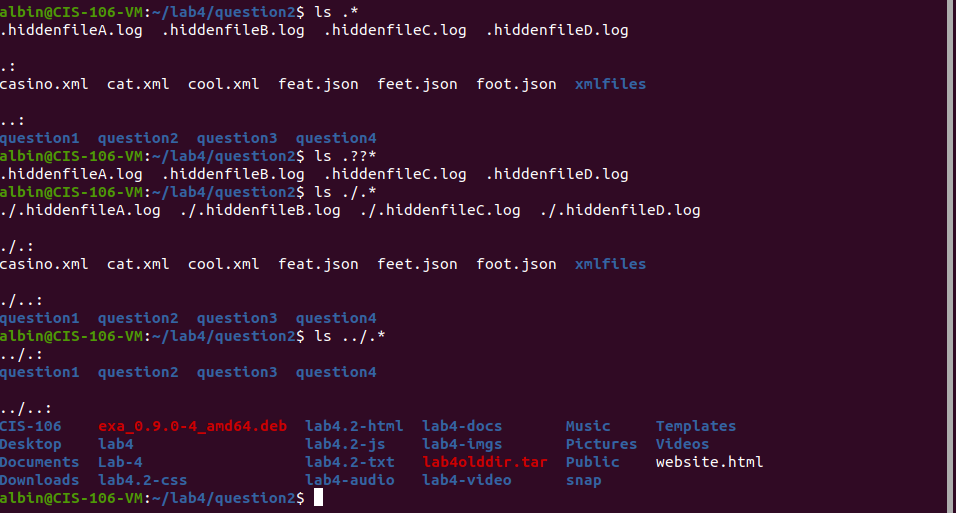 albin@CIS-106-VM:~/lab4/question2$ ls .*
.hiddenfileA.log  .hiddenfileB.log  .hiddenfileC.log  .hiddenfileD.log
.:
casino.xml  cat.xml  cool.xml  feat.json  feet.json  foot.json  xmlfiles
..:
question1  question2  question3  question4
albin@CIS-106-VM:~/lab4/question2$ ls .??*
.hiddenfileA.log  .hiddenfileB.log  .hiddenfileC.log  .hiddenfileD.log
albin@CIS-106-VM:~/lab4/question2$ ls ./.*
./.hiddenfileA.log  ./.hiddenfileB.log  ./.hiddenfileC.log  ./.hiddenfileD.log
./.:
casino.xml  cat.xml  cool.xml  feat.json  feet.json  foot.json  xmlfiles
./..:
question1  question2  question3  question4
albin@CIS-106-VM:~/lab4/question2$ ls ../.*
../.:
question1  question2  question3  question4
../..:
CIS-106    exa_0.9.0-4_amd64.deb  lab4.2-html  lab4-docs       Music     Templates
Desktop    lab4                   lab4.2-js    lab4-imgs       Pictures  Videos
Documents  Lab-4                  lab4.2-txt   lab4olddir.tar  Public    website.html
Downloads  lab4.2-css             lab4-audio   lab4-video      snap
albin@CIS-106-VM:~/lab4/question2$